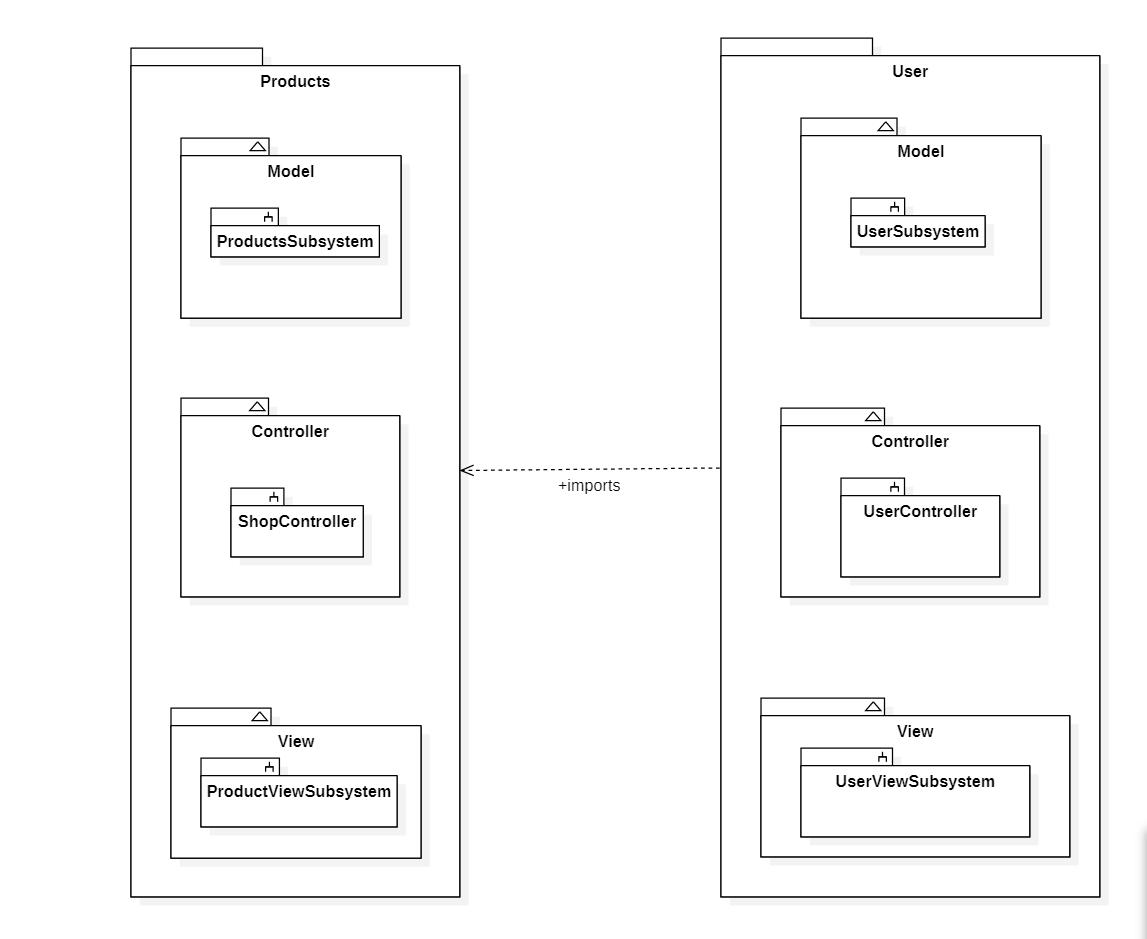 Products
Model
ProductsSubsystem
Controller
ShopController
View
ProductViewSubsystem
+imports
User
Model
UserSubsystem
Controller
UserController
View
UserViewSubsystem